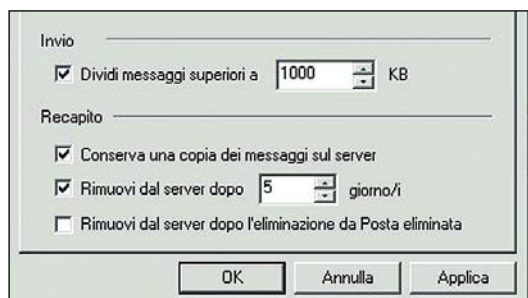 Invio
Dividi messaggi superiori a 1000 KB
Recapito
Conserva una copia dei messaggi sul server
Rimuovi dal server dopo 5 giorno/i
Rimuovi dal server dopo l'eliminazione da Posta eliminata
OK Annulla Applica